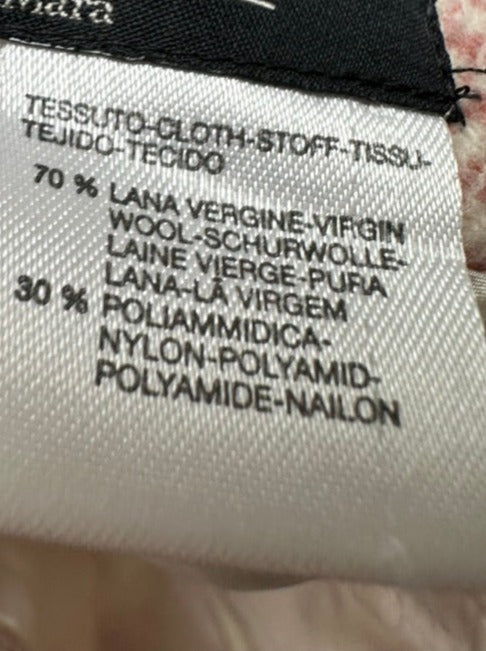 Mara
TESSUTO-CLOTH-STOFF-TISSU-
TEJIDO-TECIDO
70 % LANA VERGINE-VIRGIN
WOOL-SCHURWOLLE-
LAINE VIERGE-PURA
LANA-LÃ VIRGEM
30 % POLIAMMIDICA-
NYLON-POLYAMID-
POLYAMIDE-NAILON